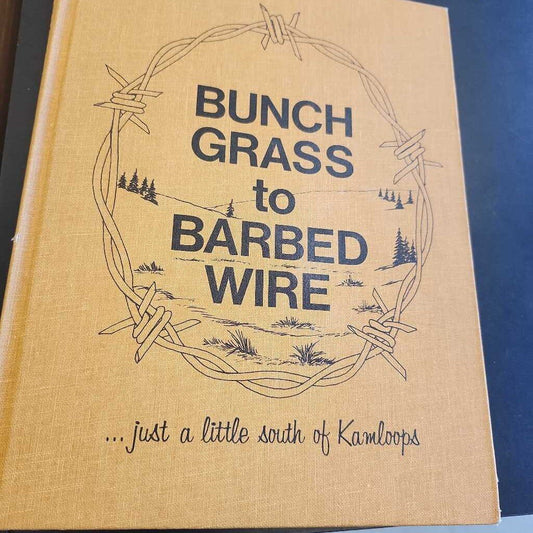 BUNCH
GRASS
to
BARBED
WIRE
...just a little south of Kamloops